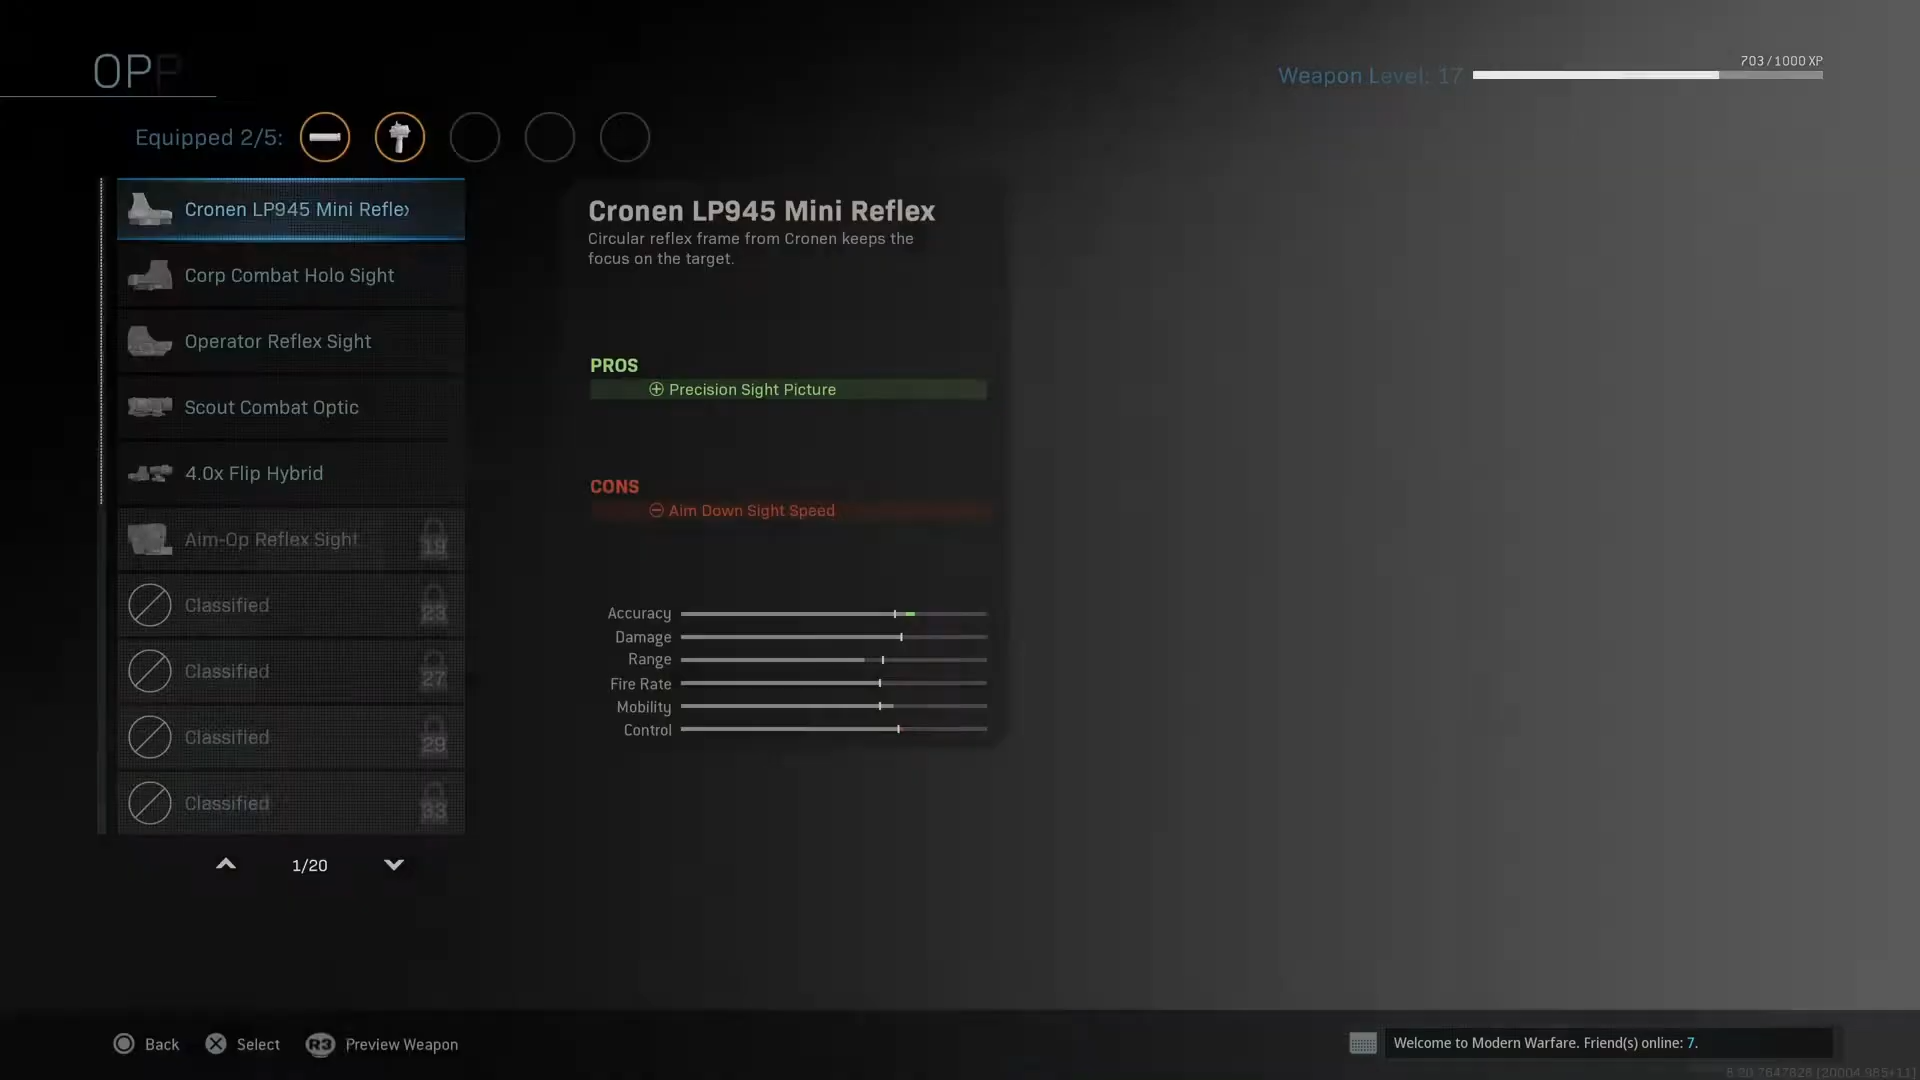 OPP
Weapon Level: 17
703 / 1000 XP
Equipped 2/5:
Cronen LP945 Mini Reflex
Corp Combat Holo Sight
Operator Reflex Sight
Scout Combat Optic
4.0x Flip Hybrid
Aim-Op Reflex Sight
19
Classified
23
Classified
27
Classified
29
Classified
33
1/20
Cronen LP945 Mini Reflex
Circular reflex frame from Cronen keeps the
focus on the target.
PROS
Precision Sight Picture
CONS
Aim Down Sight Speed
Accuracy
Damage
Range
Fire Rate
Mobility
Control
Back
Select
R3 Preview Weapon
Welcome to Modern Warfare. Friend(s) online: 7.